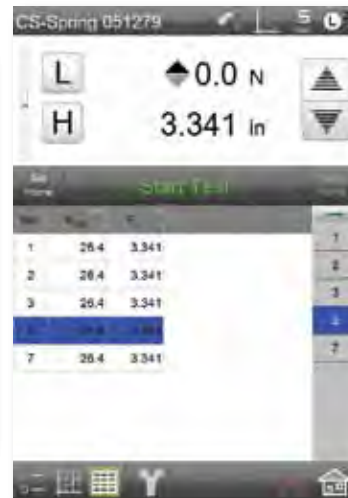 CS-Spring 051279
L 0.0 N
H 3.341 in
Start Test
1 26.4 3.341 1
2 26.4 3.341 2
3 26.4 3.341 3
4
7 26.4 3.341 7